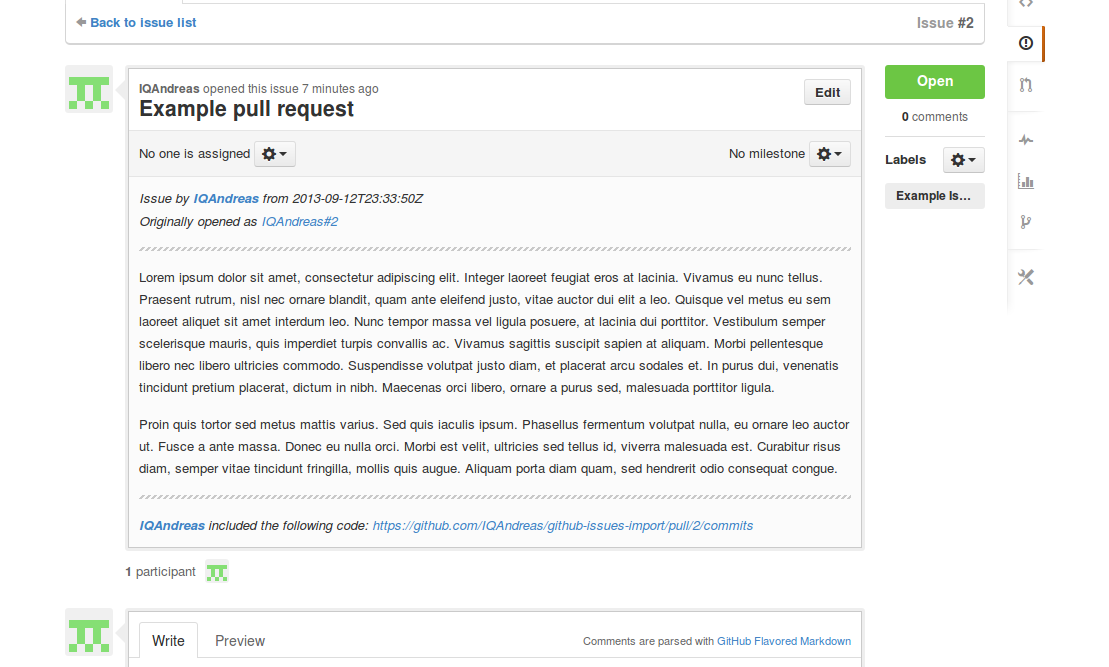 Back to issue list
Issue #2
IQAndreas opened this issue 7 minutes ago
Example pull request
Edit
Open
0 comments
No one is assigned
No milestone
Labels
Example Is...
Issue by IQAndreas from 2013-09-12T23:33:50Z
Originally opened as IQAndreas#2
Lorem ipsum dolor sit amet, consectetur adipiscing elit. Integer laoreet feugiat eros at lacinia. Vivamus eu nunc tellus.
Praesent rutrum, nisl nec ornare blandit, quam ante eleifend justo, vitae auctor dui elit a leo. Quisque vel metus eu sem
laoreet aliquet sit amet interdum leo. Nunc tempor massa vel ligula posuere, at lacinia dui porttitor. Vestibulum semper
scelerisque mauris, quis imperdiet turpis convallis ac. Vivamus sagittis suscipit sapien at aliquam. Morbi pellentesque
libero nec libero ultricies commodo. Suspendisse volutpat justo diam, et placerat arcu sodales et. In purus dui, venenatis
tincidunt pretium placerat, dictum in nibh. Maecenas orci libero, ornare a purus sed, malesuada porttitor ligula.
Proin quis tortor sed metus mattis varius. Sed quis iaculis ipsum. Phasellus fermentum volutpat nulla, eu ornare leo auctor
ut. Fusce a ante massa. Donec eu nulla orci. Morbi est velit, ultricies sed tellus id, viverra malesuada est. Curabitur risus
diam, semper vitae tincidunt fringilla, mollis quis augue. Aliquam porta diam quam, sed hendrerit odio consequat congue.
IQAndreas included the following code: https://github.com/IQAndreas/github-issues-import/pull/2/commits
1 participant
Write
Preview
Comments are parsed with GitHub Flavored Markdown